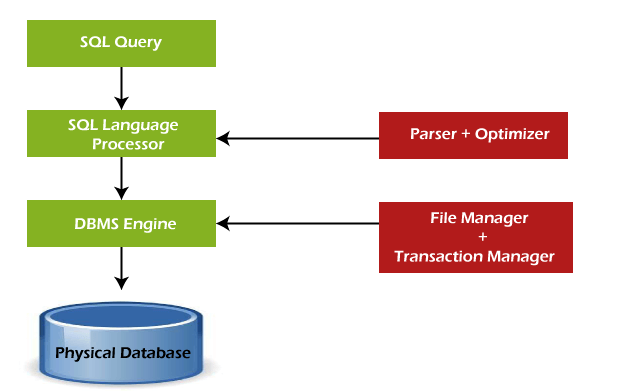 SQL Query
SQL Language
Processor
Parser + Optimizer
DBMS Engine
File Manager
+
Transaction Manager
Physical Database